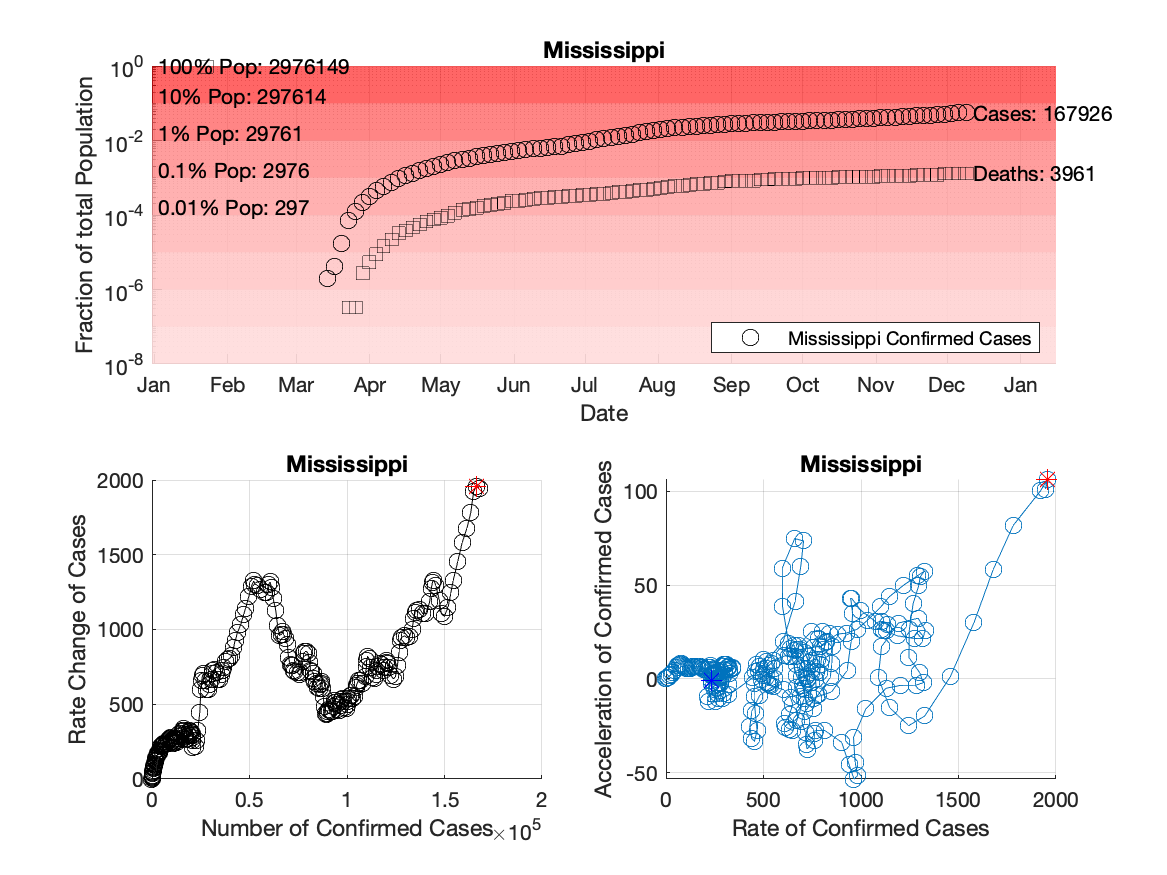 Mississippi
Fraction of total Population
10^0
10^-2
10^-4
10^-6
10^-8
100% Pop: 2976149
10% Pop: 297614
1% Pop: 29761
0.1% Pop: 2976
0.01% Pop: 297
Cases: 167926
Deaths: 3961
Mississippi Confirmed Cases
Jan Feb Mar Apr May Jun Jul Aug Sep Oct Nov Dec Jan
Date
Mississippi
Rate Change of Cases
2000
1500
1000
500
0
0 0.5 1 1.5 2
Number of Confirmed Cases ×10^5
Mississippi
Acceleration of Confirmed Cases
100
50
0
-50
0 500 1000 1500 2000
Rate of Confirmed Cases